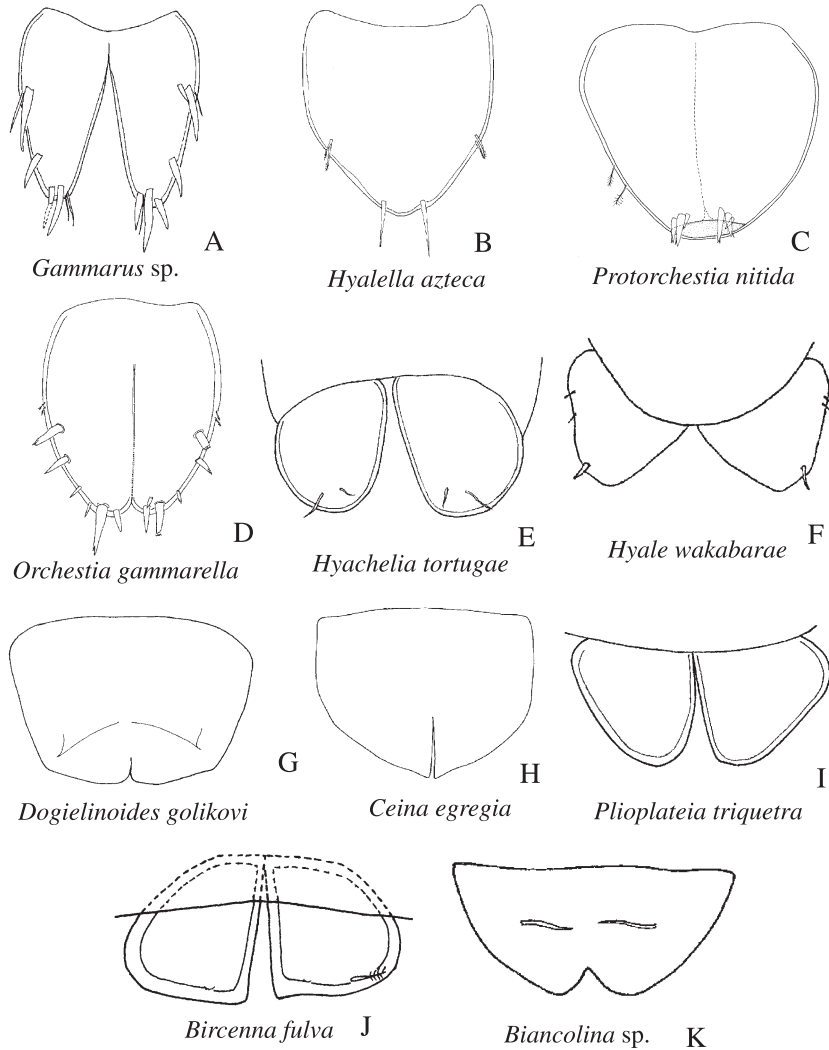 A
Gammarus sp.
B
Hyalella azteca
C
Protorchestia nitida
D
Orchestia gammarella
E
Hyachelia tortugae
F
Hyale wakabarae
G
Dogielinoides golikovi
H
Ceina egregia
I
Plioplateia triquetra
Bircenna fulva J
Biancolina sp. K